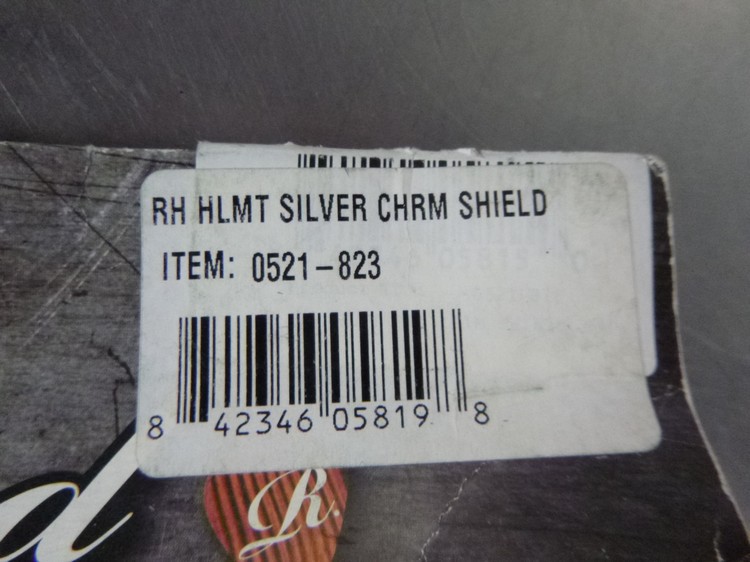 RH HLMT SILVER CHRM SHIELD
ITEM: 0521-823
8 42346 05819 8
d
R.